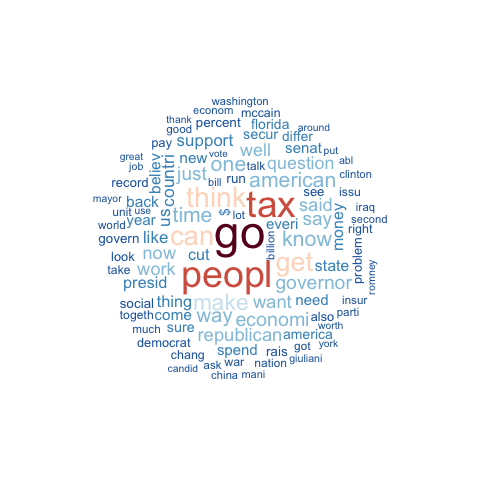 washington
econom mccain
thank percent florida around
good secur differ
pay support senat put
vote
great believ countri new one talk well question abl
job just bill run american clinton
record think see issu
mayor back us time s lot tax said money iraq
unit use year say second
world go everi right
govern like can billion know problem
look now cut get state romney
take work peopl governor
presid
social thing make want need insur
togeth come way economi also parti
much sure republican america worth
democrat spend rais got york
chang war nation giuliani
candid ask
china mani